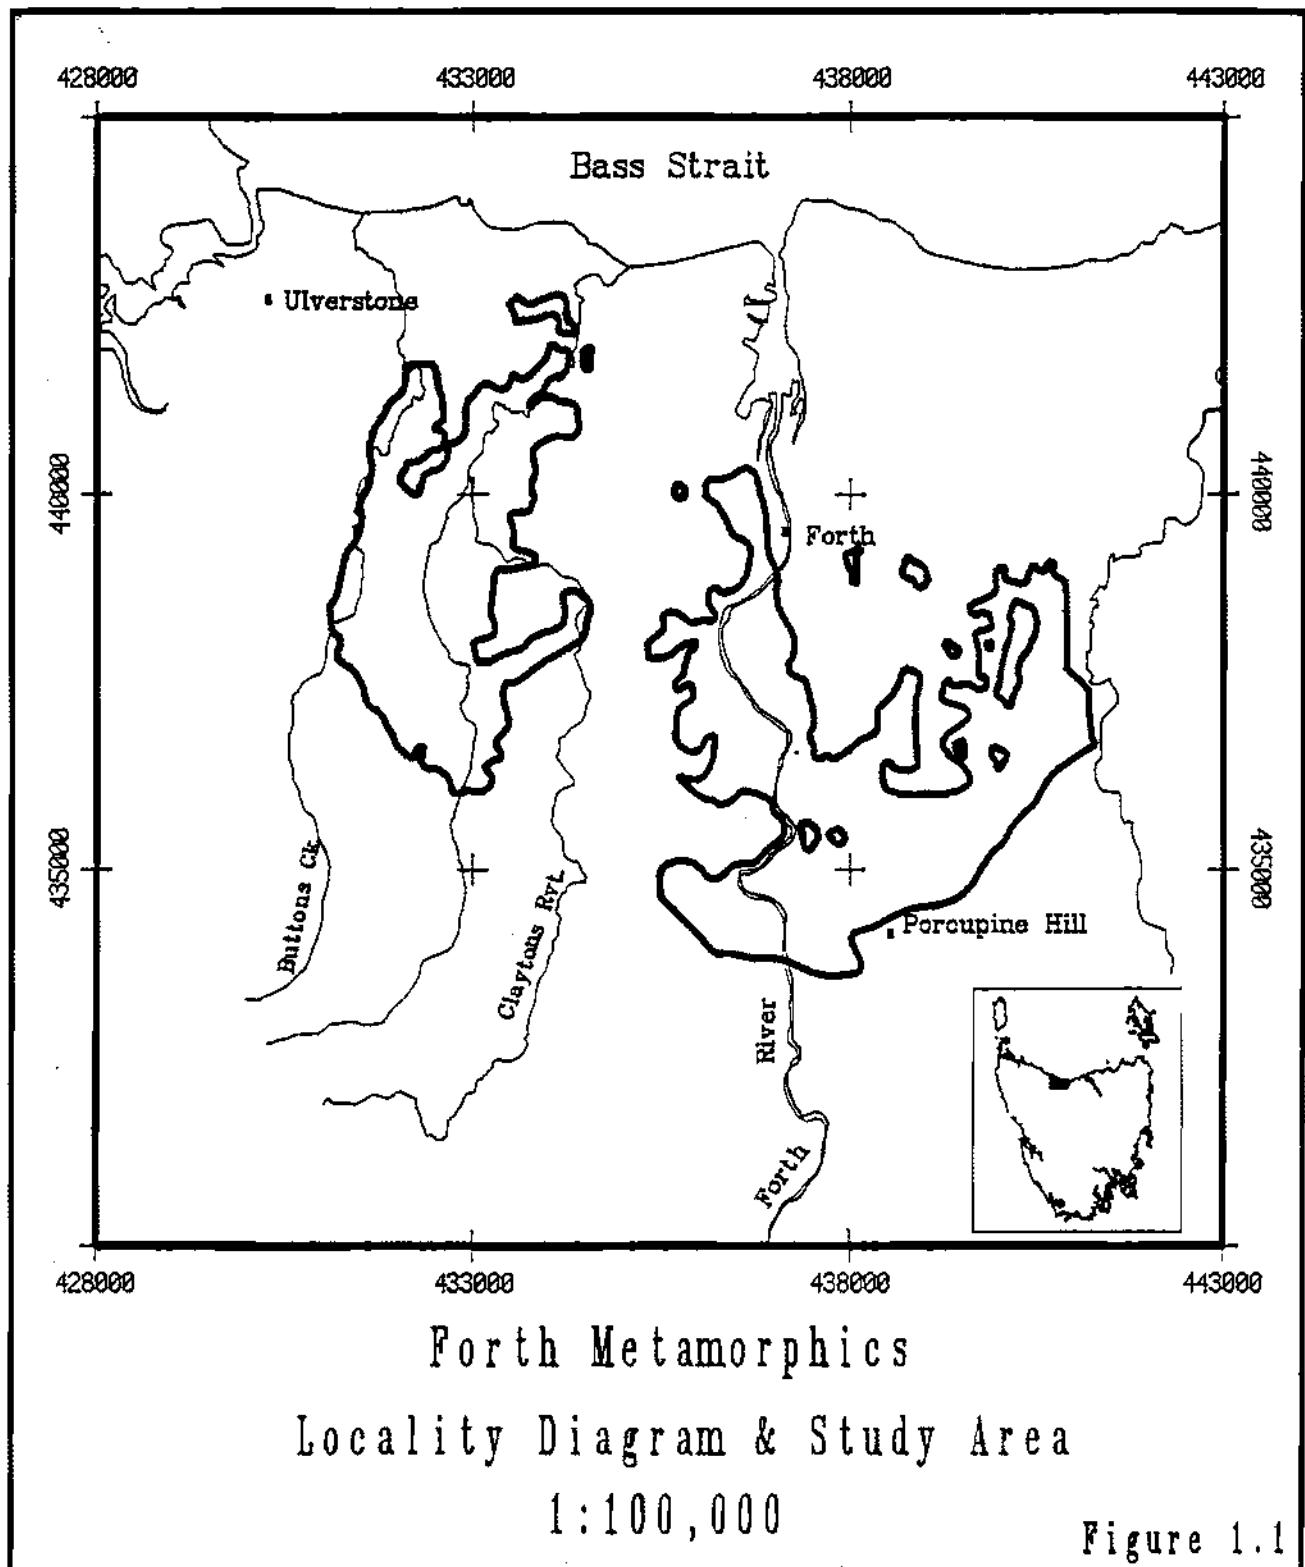 428000 433000 438000 443000
Bass Strait
Ulverstone
440000
440000
Forth
435000
435000
Buttons Ck.
Claytons Rvt.
Porcupine Hill
River
Forth
428000 433000 438000 443000
Forth Metamorphics
Locality Diagram & Study Area
1:100,000
Figure 1.1